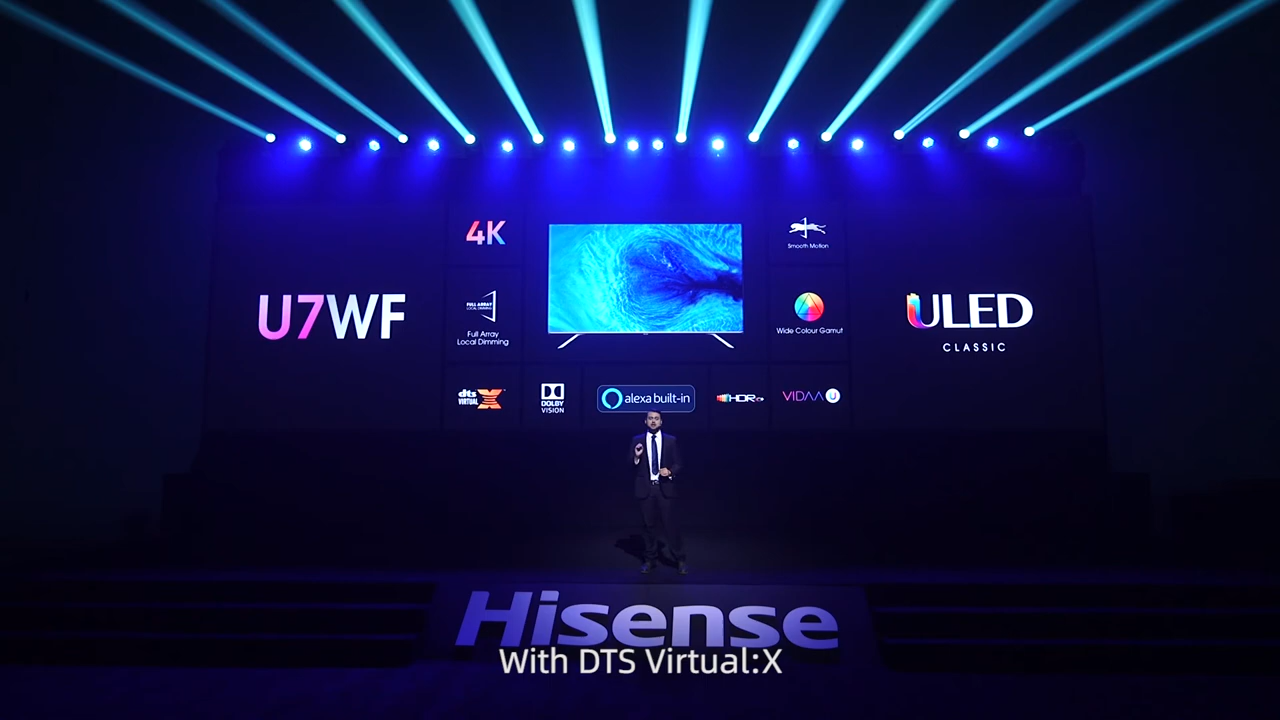 4K
Smooth Motion
U7WF
FULL ARRAY
LOCAL DIMMING
Full Array
Local Dimming
Wide Colour Gamut
ULED
CLASSIC
dts
VIRTUAL X
DOLBY
VISION
alexa built-in
HDR
VIDAA U
Hisense
With DTS Virtual:X